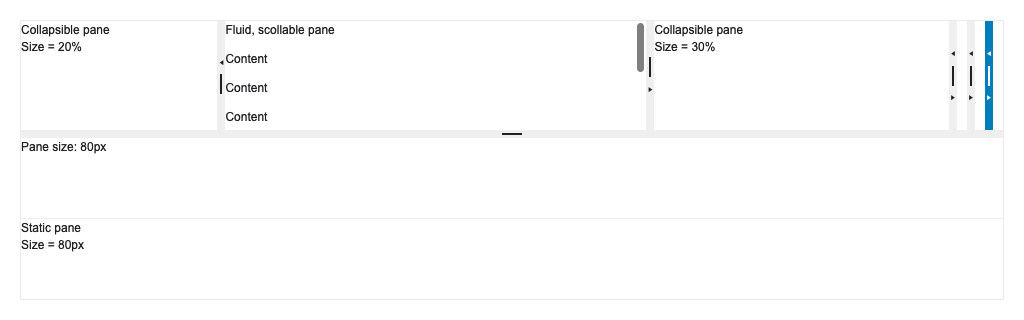 Collapsible pane
Size = 20%
Fluid, scollable pane
Content
Content
Content
Collapsible pane
Size = 30%
Pane size: 80px
Static pane
Size = 80px